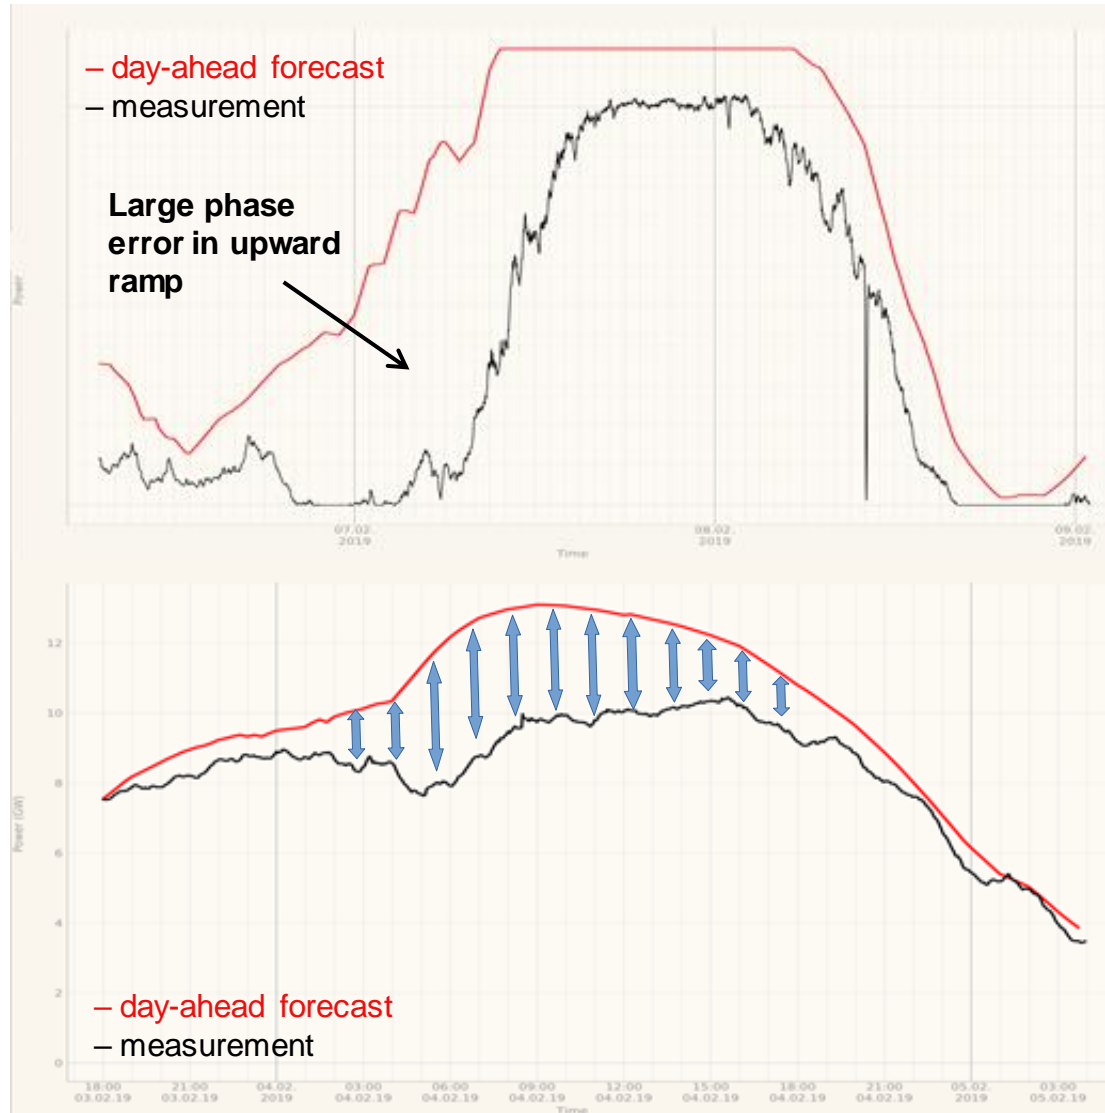 – day-ahead forecast
– measurement
Large phase
error in upward
ramp
Power
07.02. 08.02. 09.02.
2019 2019 2019
Time
12
10
8
6
4
2
0
Power (GW)
– day-ahead forecast
– measurement
18:00 21:00 04.02. 03:00 06:00 09:00 12:00 15:00 18:00 21:00 05.02. 03:00
03.02.19 03.02.19 2019 04.02.19 04.02.19 04.02.19 04.02.19 04.02.19 04.02.19 04.02.19 2019 05.02.19
Time